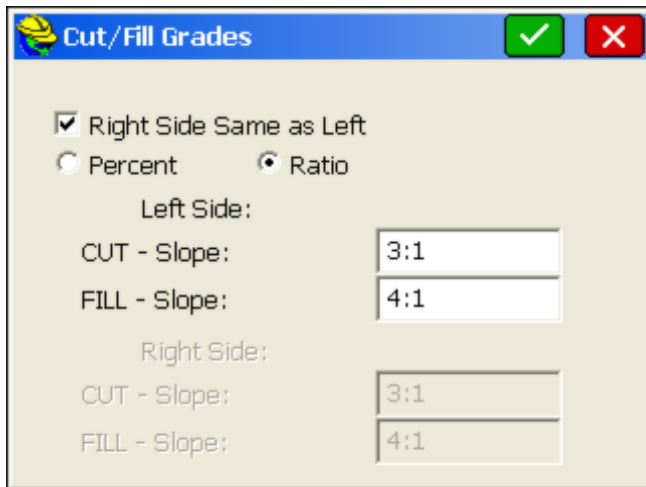 Cut/Fill Grades
Right Side Same as Left
Percent Ratio
Left Side:
CUT - Slope: 3:1
FILL - Slope: 4:1
Right Side:
CUT - Slope: 3:1
FILL - Slope: 4:1